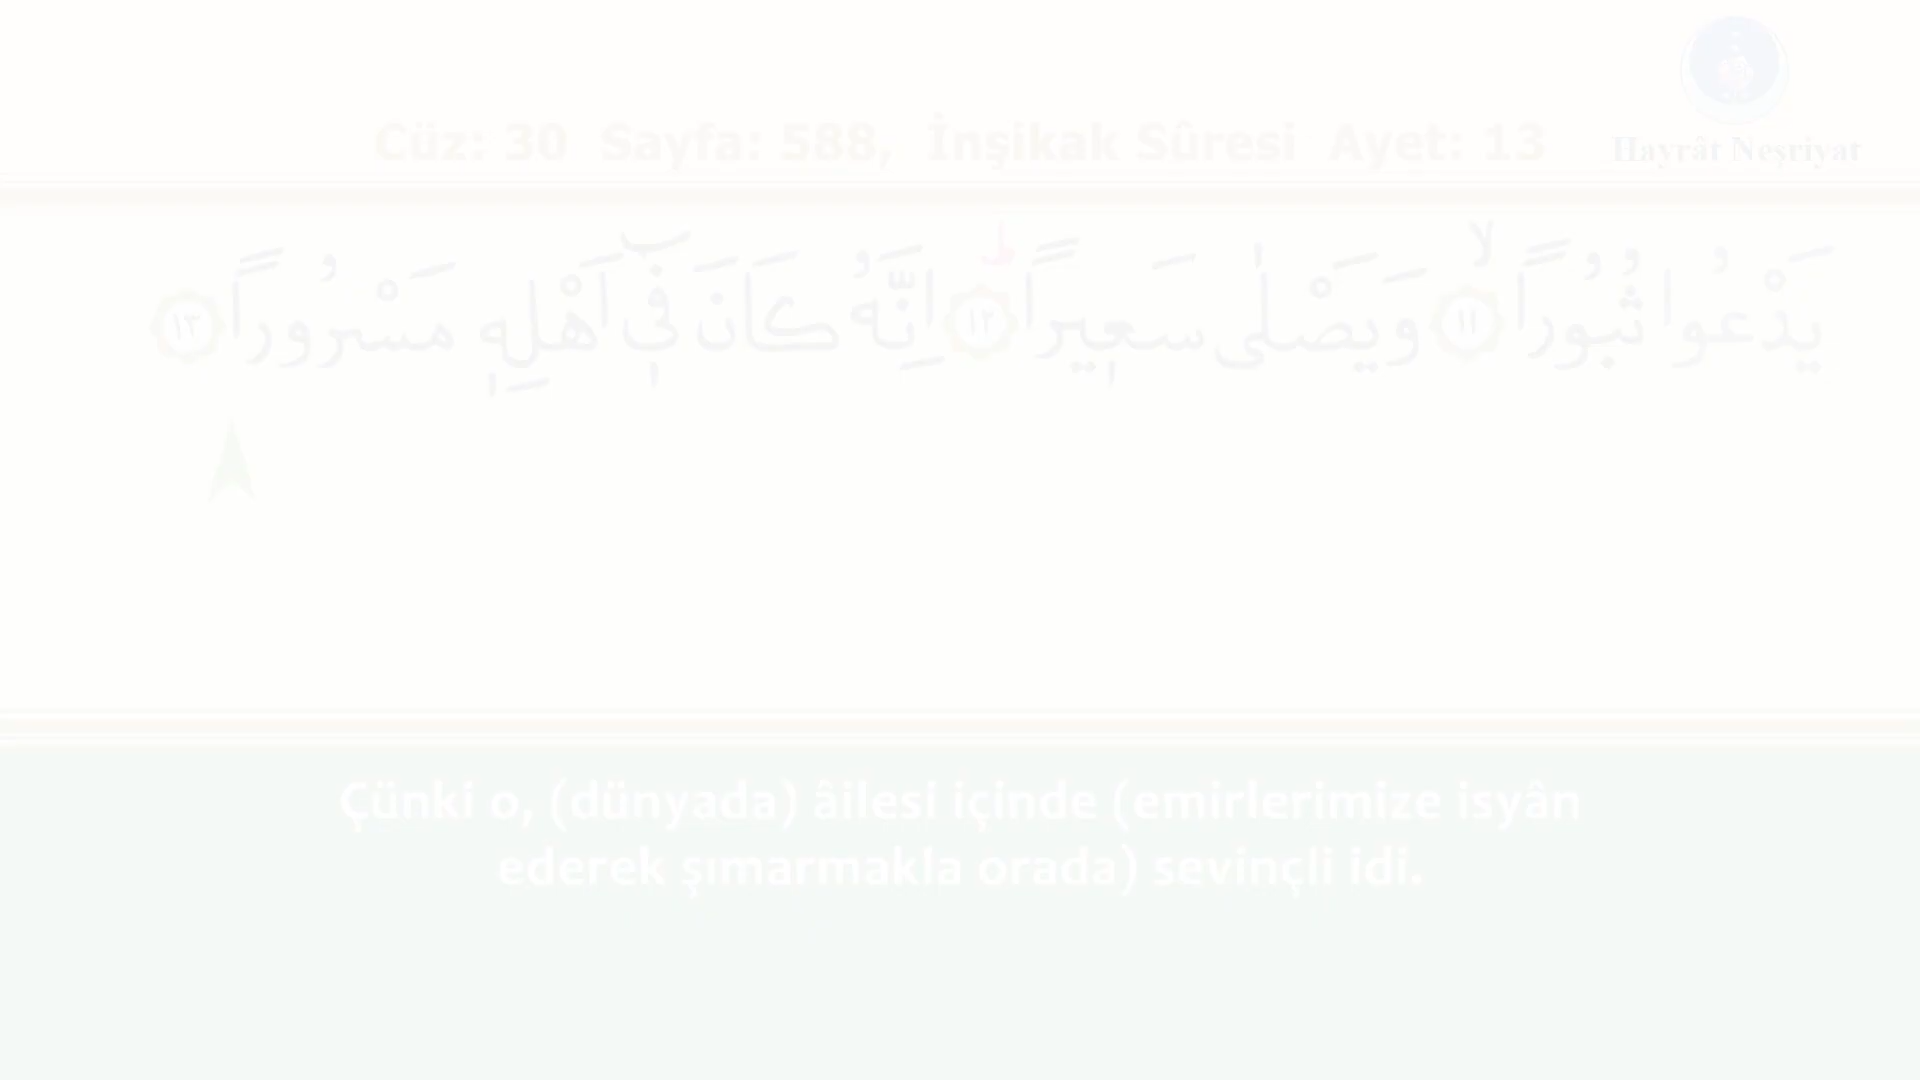 Cüz: 30 Sayfa: 588, İnşikak Sûresi Ayet: 13
Hayrât Neşriyat
يَدْعُوا ثُبُورًاۙ ﴿١١﴾ وَيَصْلٰى سَع۪يرًاۜ ﴿١٢﴾ اِنَّهُ كَانَ ف۪ٓي اَهْلِه۪ مَسْرُورًا ﴿١٣﴾
Çünki o, (dünyada) âilesi içinde (emirlerimize isyân
ederek şımarmakla orada) sevinçli idi.